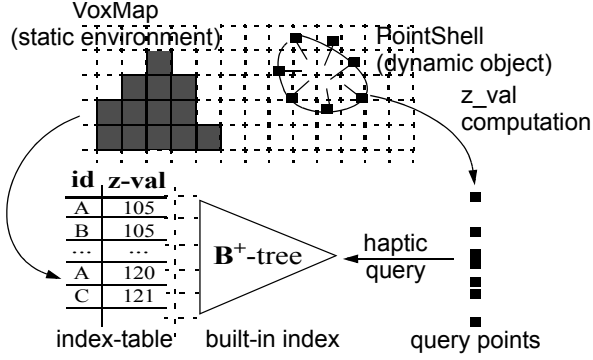 VoxMap
(static environment)
PointShell
(dynamic object)
z_val
computation
id z-val
A 105
B 105
... ...
A 120
C 121
B+-tree
haptic
query
index-table
built-in index
query points